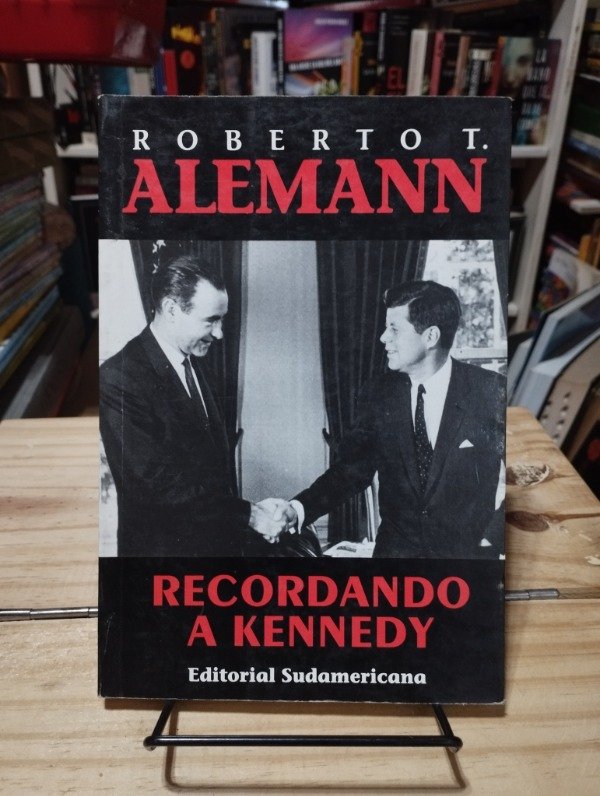 ROBERTO T.
ALEMANN
RECORDANDO
A KENNEDY
Editorial Sudamericana